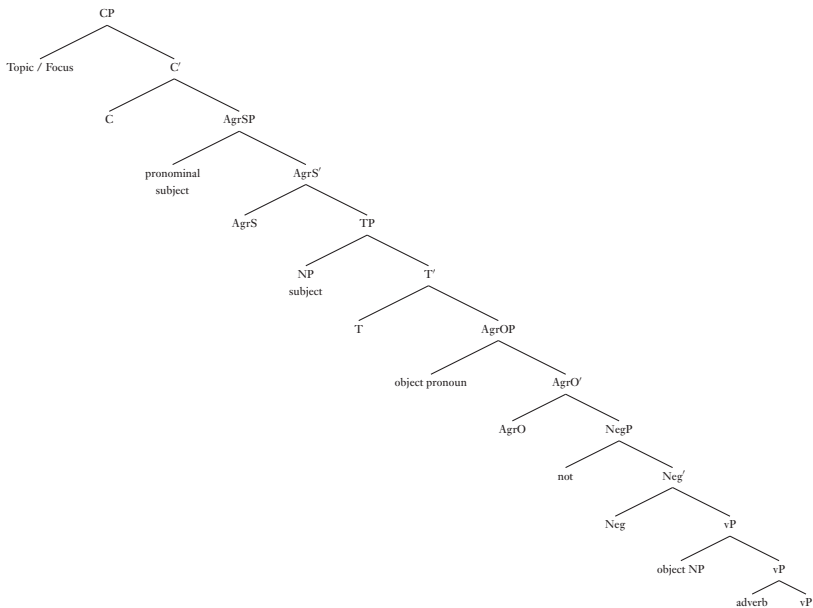 CP
Topic / Focus
C′
C
AgrSP
pronominal
subject
AgrS′
AgrS
TP
NP
subject
T′
T
AgrOP
object pronoun
AgrO′
AgrO
NegP
not
Neg′
Neg
vP
object NP
vP
adverb
vP